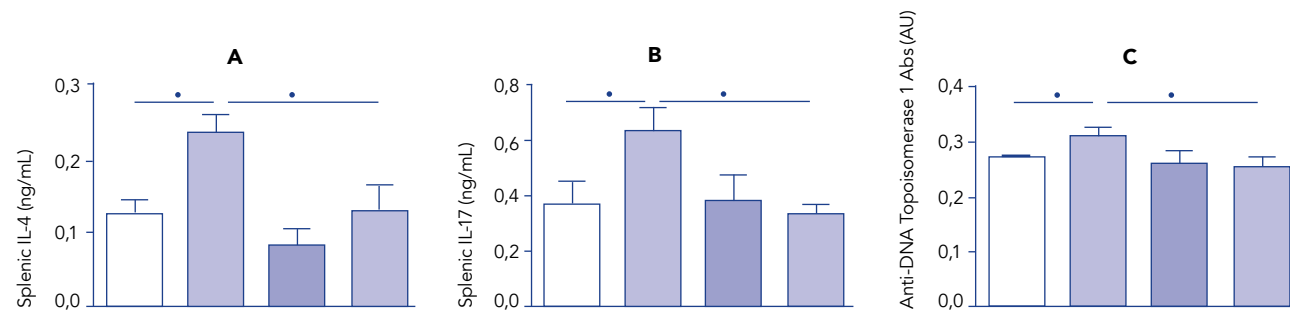 A
Splenic IL-4 (ng/mL)
0,3
0,2
0,1
0,0
B
Splenic IL-17 (ng/mL)
0,8
0,6
0,4
0,2
0,0
C
Anti-DNA Topoisomerase 1 Abs (AU)
0,4
0,3
0,2
0,1
0,0